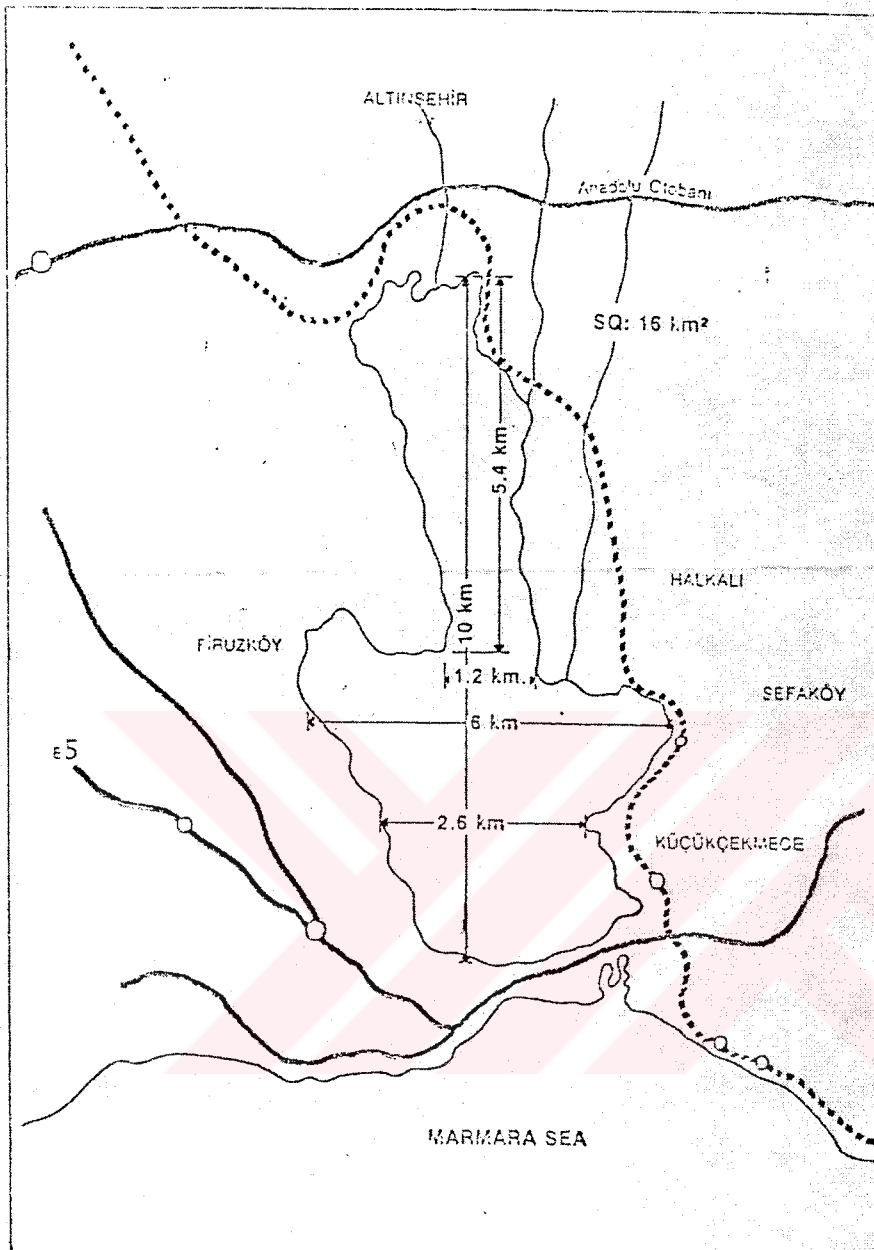 ALTINŞEHİR
Anadolu Otobanı
SQ: 16 km²
5.4 km
10 km
HALKALI
FİRUZKÖY
1.2 km.
SEFAKÖY
6 km
E5
2.6 km
KÜÇÜKÇEKMECE
MARMARA SEA